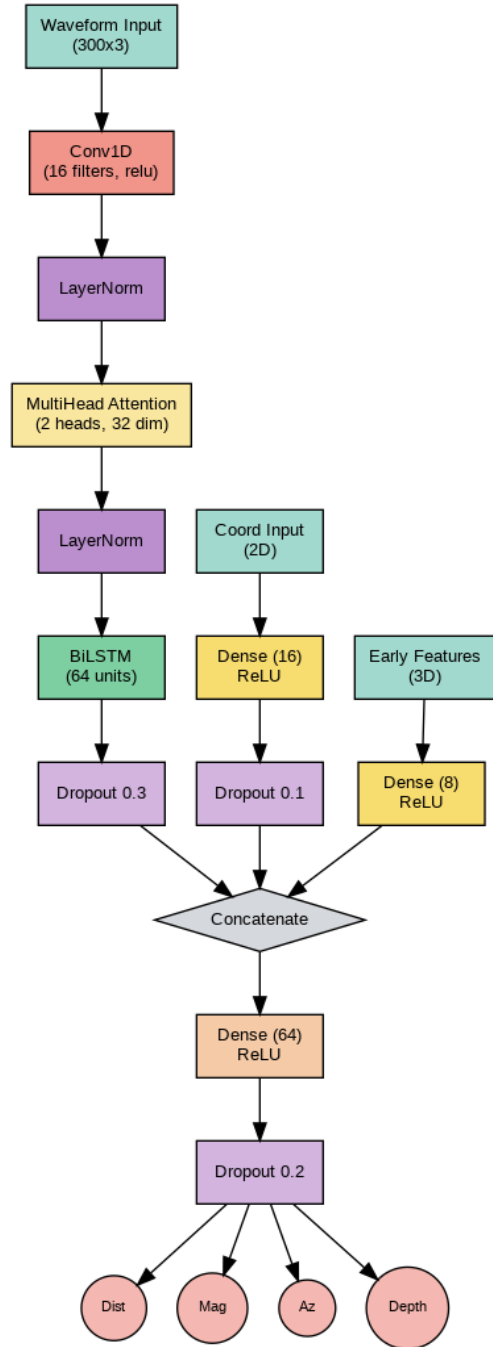 Waveform Input
(300x3)
Conv1D
(16 filters, relu)
LayerNorm
MultiHead Attention
(2 heads, 32 dim)
LayerNorm
Coord Input
(2D)
BiLSTM
(64 units)
Dense (16)
ReLU
Early Features
(3D)
Dropout 0.3
Dropout 0.1
Dense (8)
ReLU
Concatenate
Dense (64)
ReLU
Dropout 0.2
Dist
Mag
Az
Depth